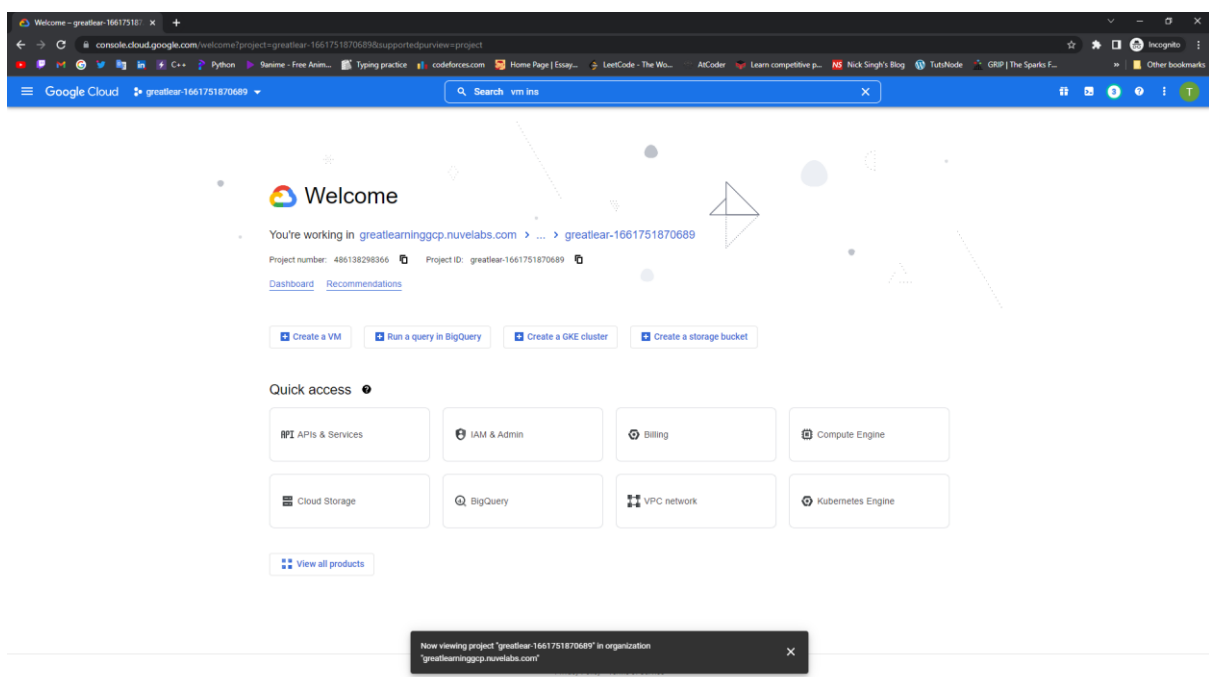 Welcome – greatlear-16617518
console.cloud.google.com/welcome?project=greatlear-1661751870689&supportedpurview=project
Incognito
C++
Python
9anime - Free Anim...
Typing practice
codeforces.com
Home Page | Essay...
LeetCode - The Wo...
AtCoder
Learn competitive p...
NS Nick Singh's Blog
TutsNode
GRIP | The Sparks F...
Other bookmarks
Google Cloud
greatlear-1661751870689
Search vm ins
3
T
Welcome
You're working in greatlearninggcp.nuvelabs.com > ... > greatlear-1661751870689
Project number: 486138298366 Project ID: greatlear-1661751870689
Dashboard Recommendations
Create a VM
Run a query in BigQuery
Create a GKE cluster
Create a storage bucket
Quick access
API APIs & Services
IAM & Admin
Billing
Compute Engine
Cloud Storage
BigQuery
VPC network
Kubernetes Engine
View all products
Now viewing project "greatlear-1661751870689" in organization
"greatlearninggcp.nuvelabs.com"